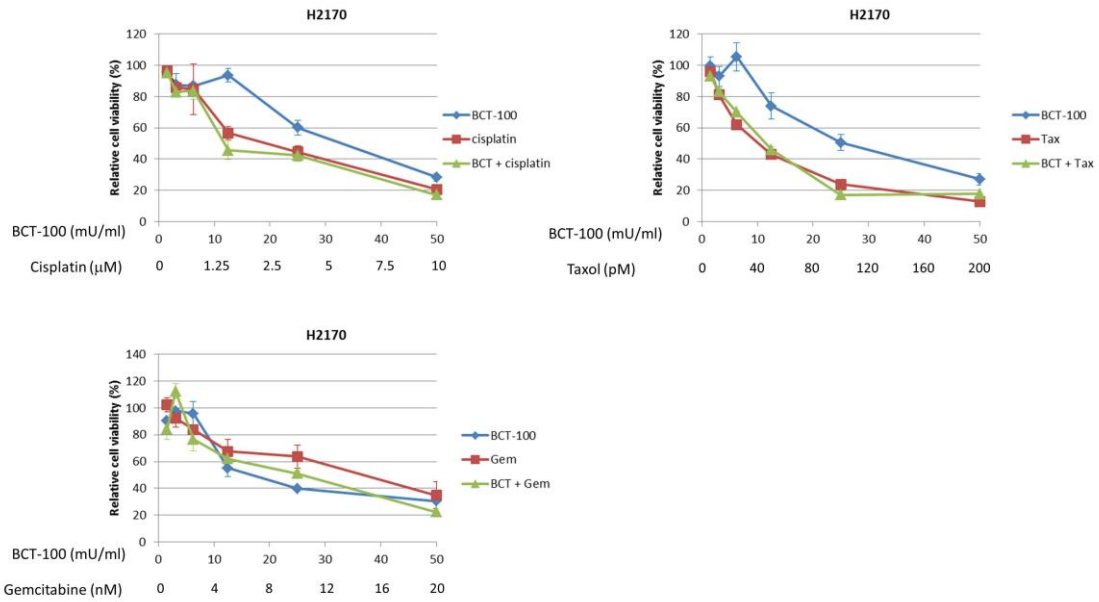 H2170
120
100
80
60
40
20
0
Relative cell viability (%)
BCT-100
cisplatin
BCT + cisplatin
BCT-100 (mU/ml) 0 10 20 30 40 50
Cisplatin (μM) 0 1.25 2.5 5 7.5 10
H2170
120
100
80
60
40
20
0
Relative cell viability (%)
BCT-100
Tax
BCT + Tax
BCT-100 (mU/ml) 0 10 20 30 40 50
Taxol (pM) 0 40 80 120 160 200
H2170
140
120
100
80
60
40
20
0
Relative cell viability (%)
BCT-100
Gem
BCT + Gem
BCT-100 (mU/ml) 0 10 20 30 40 50
Gemcitabine (nM) 0 4 8 12 16 20